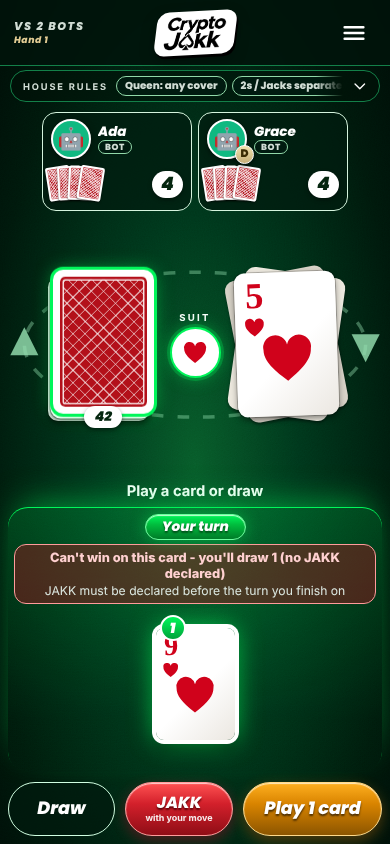 VS 2 BOTS
Hand 1
Crypto
JAKK
HOUSE RULES
Queen: any cover
2s / Jacks separate
Ada
BOT
4
Grace
D
BOT
4
SUIT
5
42
Play a card or draw
Your turn
Can't win on this card - you'll draw 1 (no JAKK
declared)
JAKK must be declared before the turn you finish on
1
9
Draw
JAKK
with your move
Play 1 card